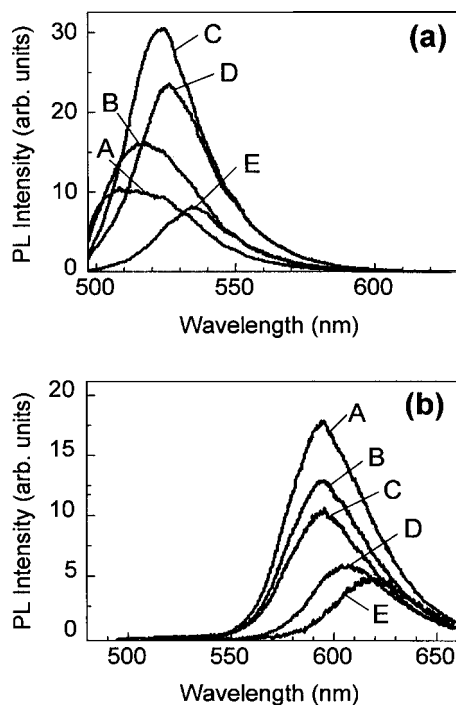 (a)
30
20
10
0
PL Intensity (arb. units)
C
D
B
A
E
500 550 600
Wavelength (nm)
(b)
20
15
10
5
0
PL Intensity (arb. units)
A
B
C
D
E
500 550 600 650
Wavelength (nm)